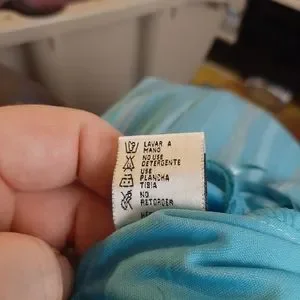 LAVAR A
MANO
NO USE
DETERGENTE
USE
PLANCHA
TIBIA
NO
RETORCER